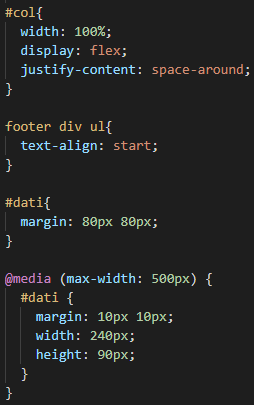 #col{
  width: 100%;
  display: flex;
  justify-content: space-around;
}
footer div ul{
  text-align: start;
}
#dati{
  margin: 80px 80px;
}
@media (max-width: 500px) {
  #dati {
    margin: 10px 10px;
    width: 240px;
    height: 90px;
  }
}